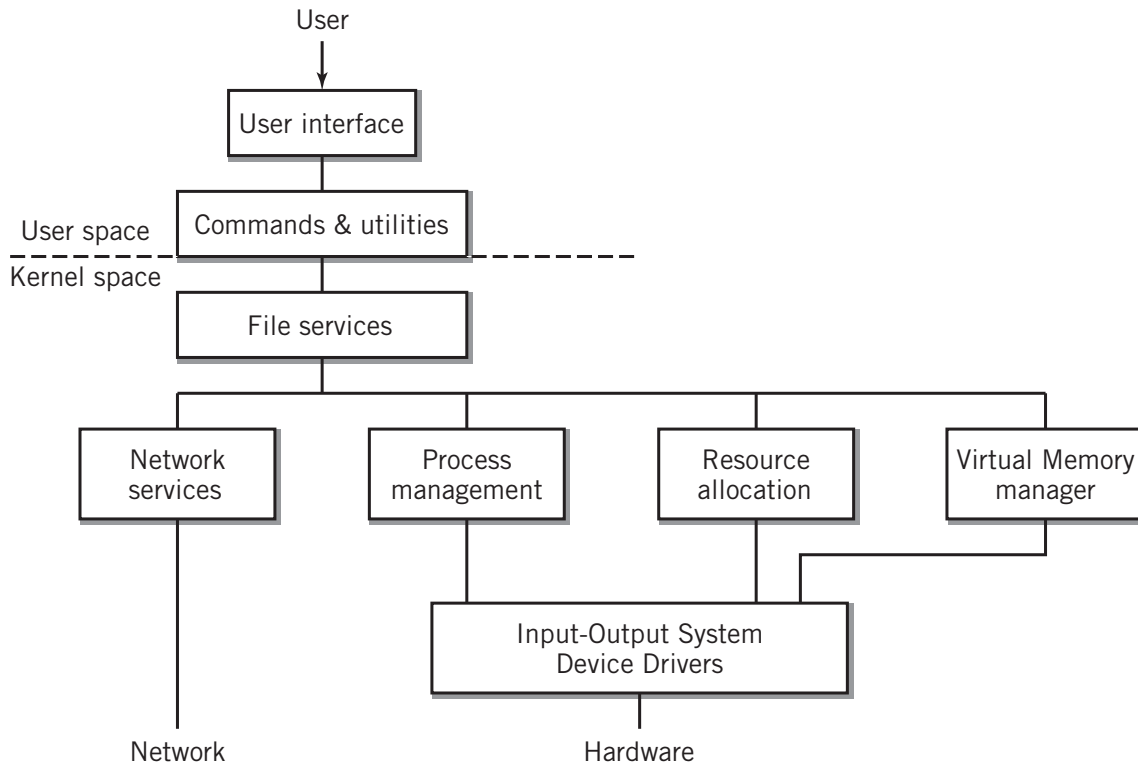 User
User interface
Commands & utilities
User space
Kernel space
File services
Network
services
Process
management
Resource
allocation
Virtual Memory
manager
Input-Output System
Device Drivers
Network
Hardware